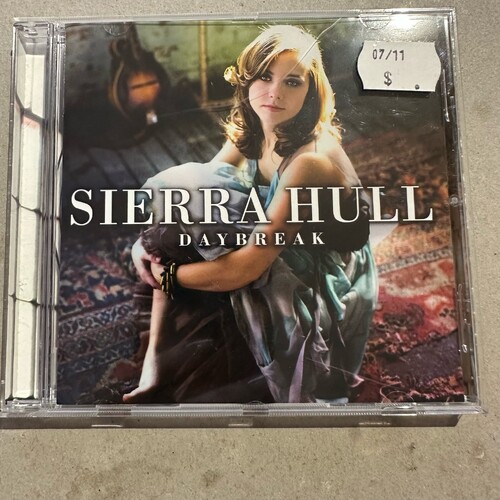 07/11
$ .
SIERRA HULL
DAYBREAK